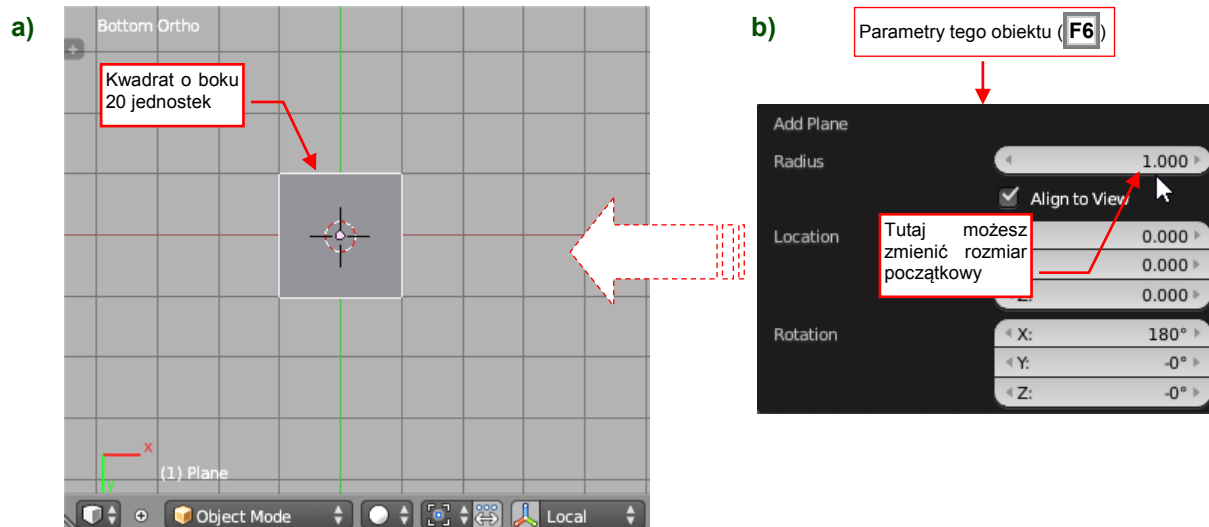 a)
Bottom Ortho
Kwadrat o boku
20 jednostek
x
y
(1) Plane
Object Mode
Local
b)
Parametry tego obiektu (F6)
Add Plane
Radius
1.000
Align to View
Location
0.000
Tutaj możesz
zmienić rozmiar
początkowy
0.000
Z: 0.000
Rotation
X: 180°
Y: -0°
Z: -0°